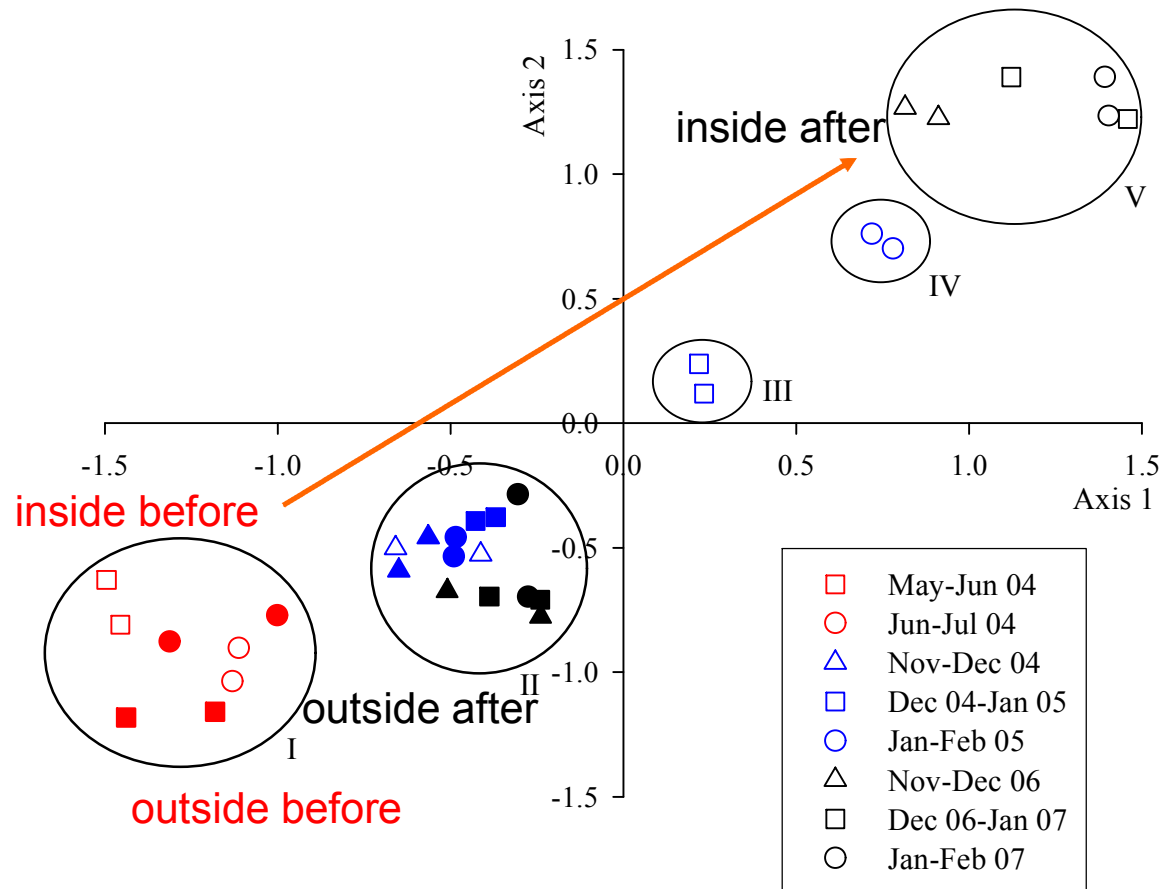 Axis 2
1.5
1.0
0.5
0.0
-0.5
-1.0
-1.5
-1.5
-1.0
-0.5
0.0
0.5
1.0
1.5
Axis 1
inside after
V
IV
III
inside before
II
outside after
I
outside before
May-Jun 04
Jun-Jul 04
Nov-Dec 04
Dec 04-Jan 05
Jan-Feb 05
Nov-Dec 06
Dec 06-Jan 07
Jan-Feb 07